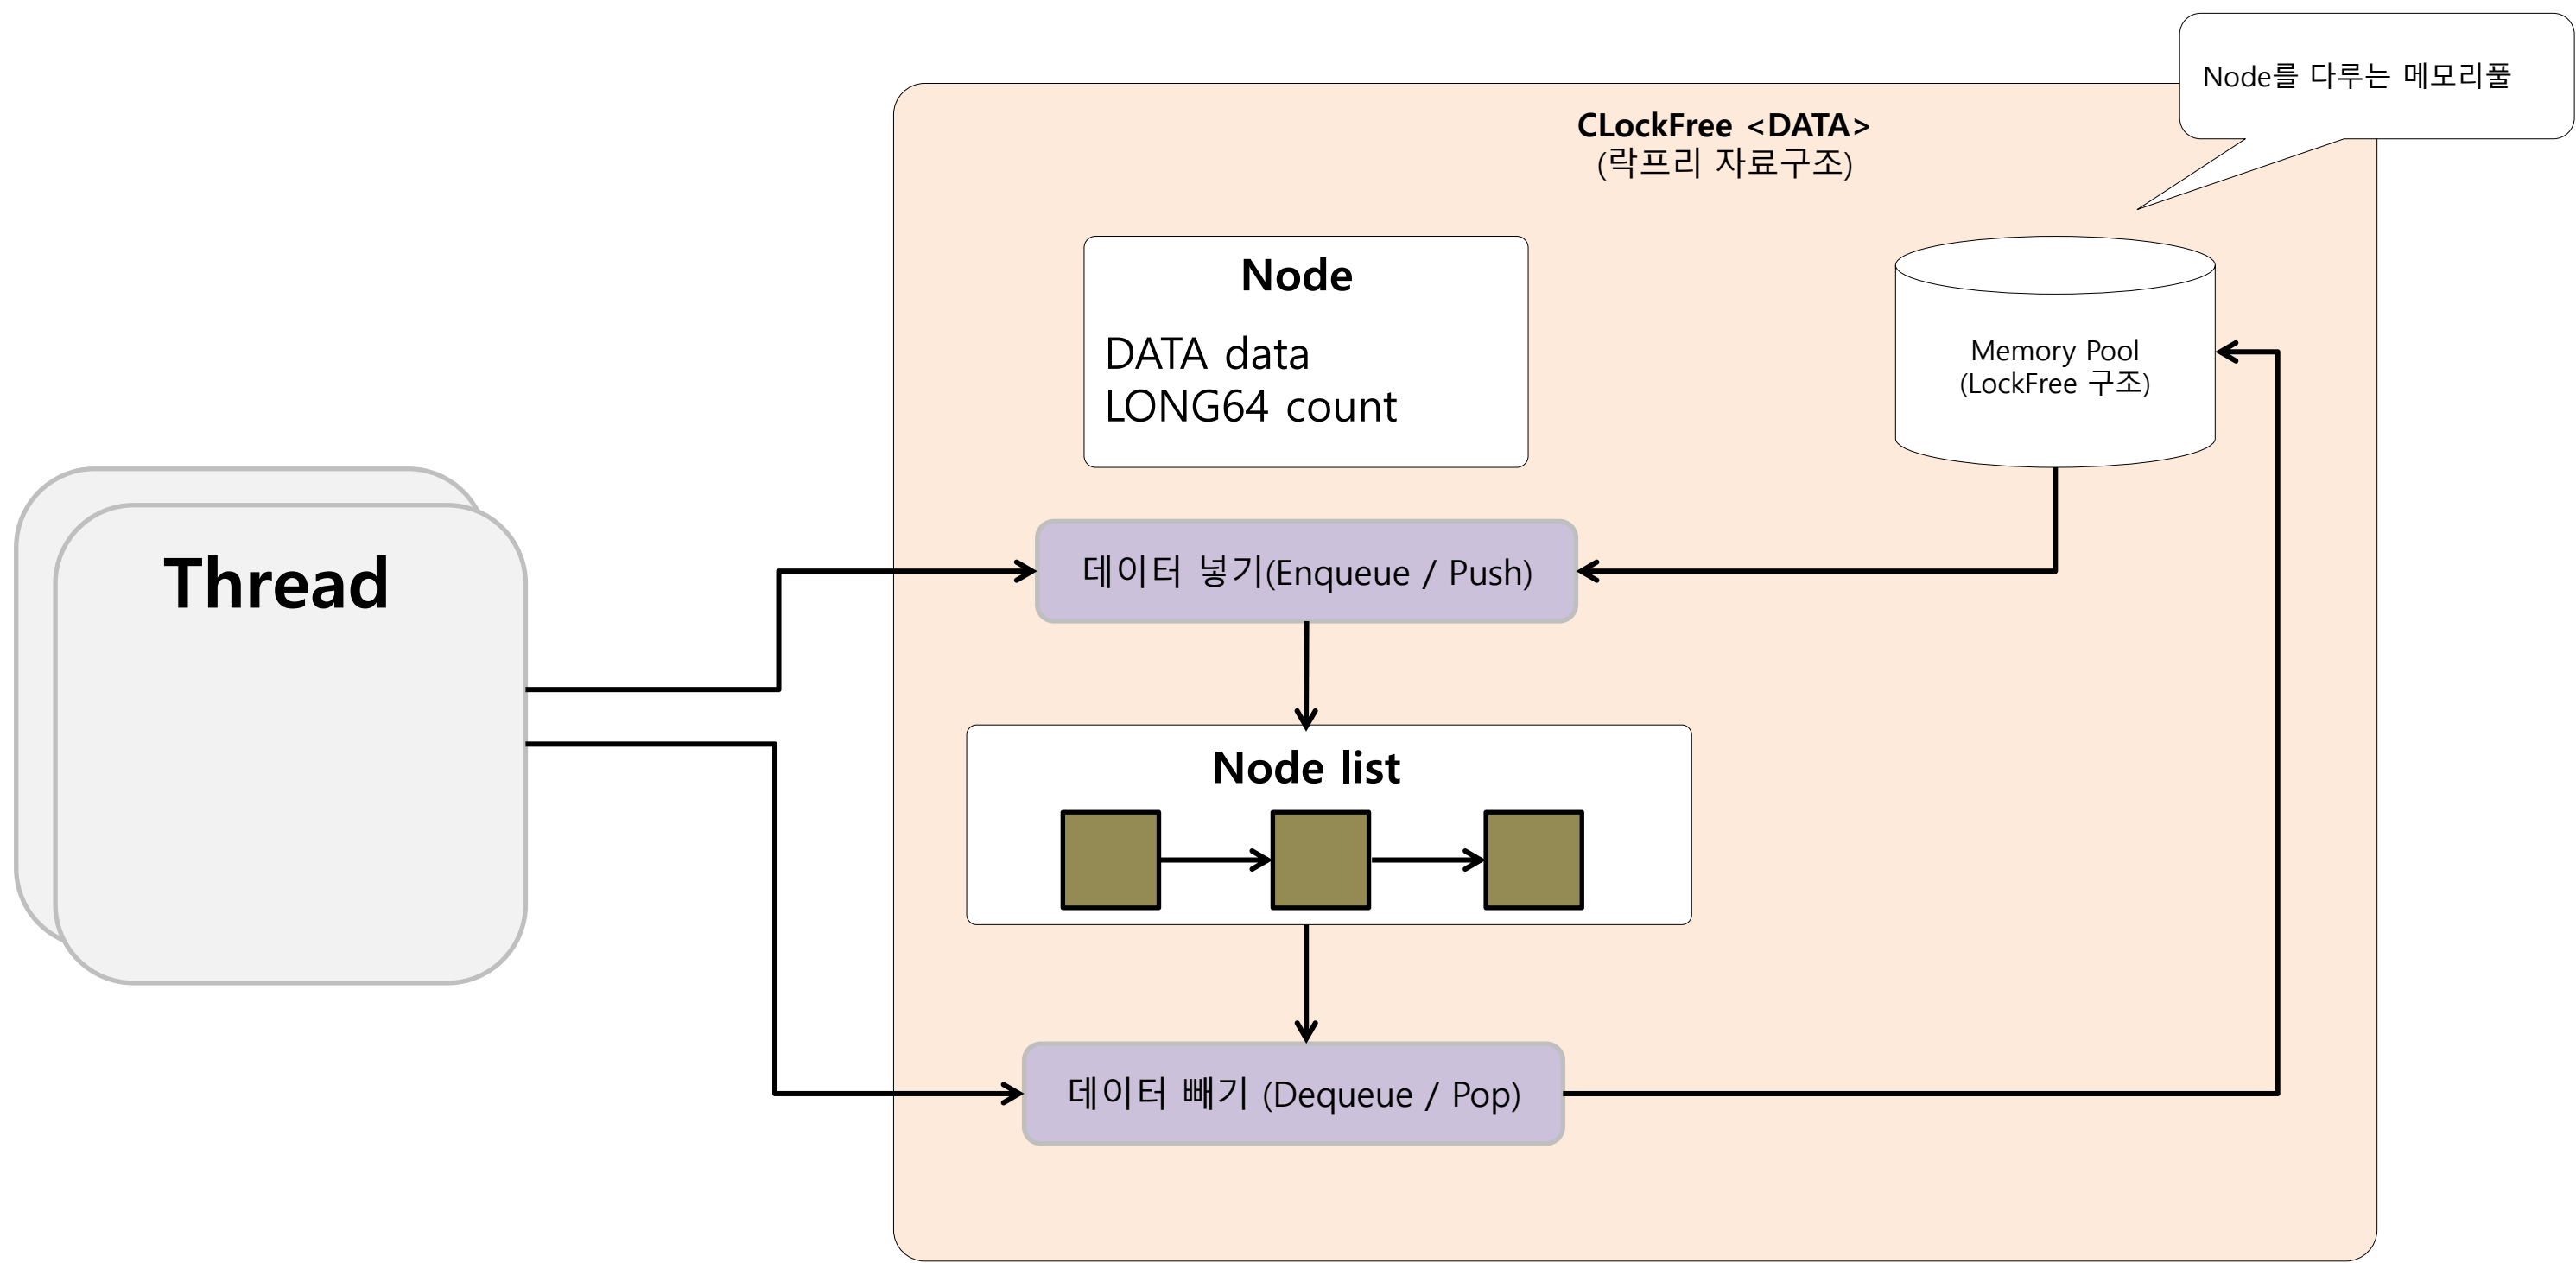 Node를 다루는 메모리풀
CLockFree <DATA>
(락프리 자료구조)
Node
DATA data
LONG64 count
Memory Pool
(LockFree 구조)
Thread
데이터 넣기(Enqueue / Push)
Node list
데이터 빼기 (Dequeue / Pop)